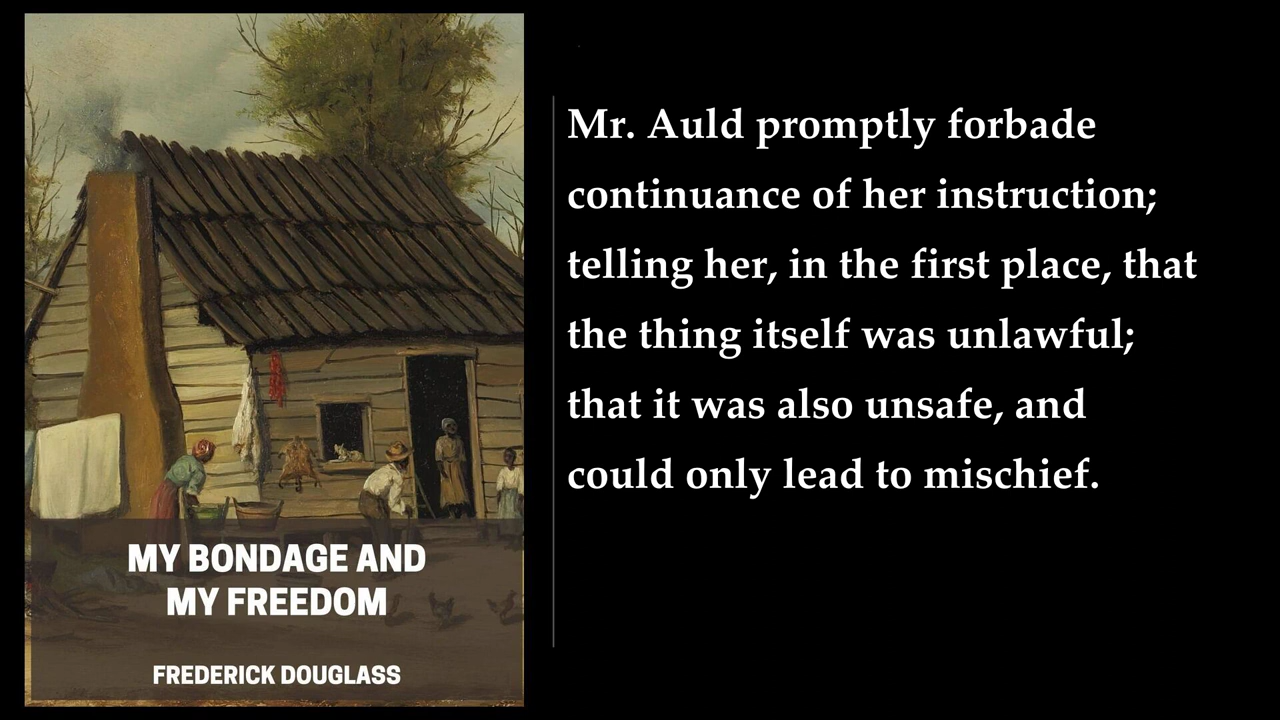 MY BONDAGE AND
MY FREEDOM
FREDERICK DOUGLASS
Mr. Auld promptly forbade
continuance of her instruction;
telling her, in the first place, that
the thing itself was unlawful;
that it was also unsafe, and
could only lead to mischief.